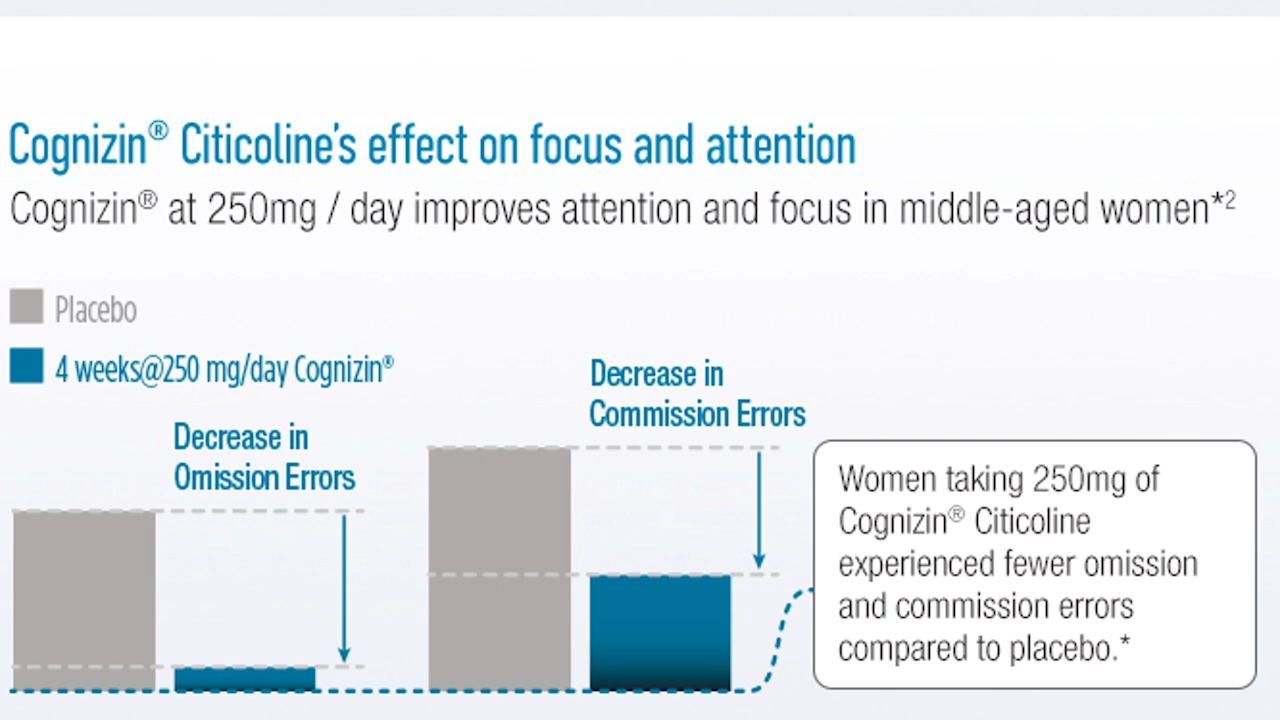 Cognizin® Citicoline's effect on focus and attention
Cognizin® at 250mg / day improves attention and focus in middle-aged women*2
Placebo
4 weeks@250 mg/day Cognizin®
Decrease in
Omission Errors
Decrease in
Commission Errors
Women taking 250mg of
Cognizin® Citicoline
experienced fewer omission
and commission errors
compared to placebo.*